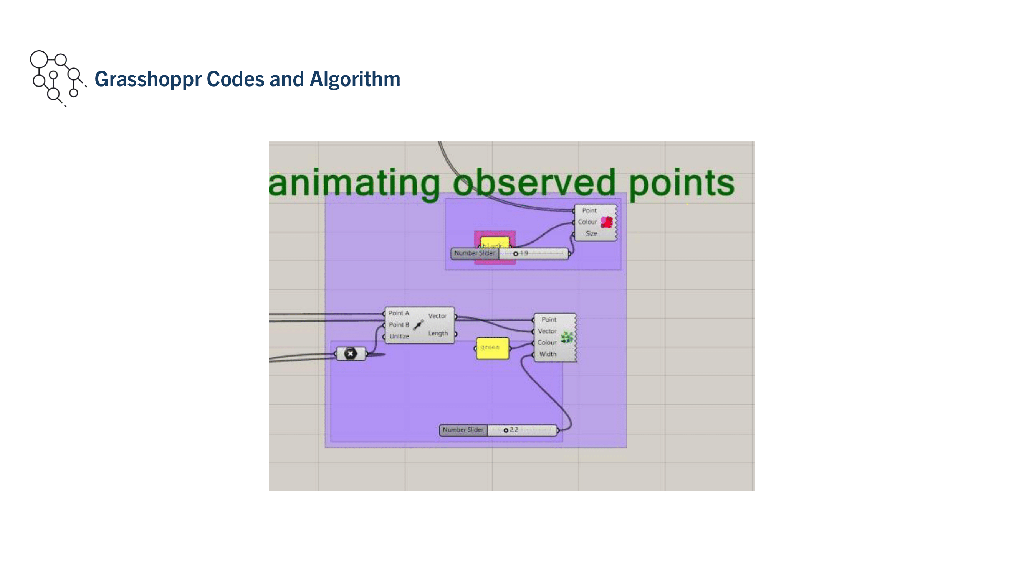 Grasshoppr Codes and Algorithm
animating observed points
Point
Colour
Size
black
Number Slider 1.9
Point A
Point B
Unitize
Vector
Length
Point
Vector
Colour
Width
green
Number Slider 2.2